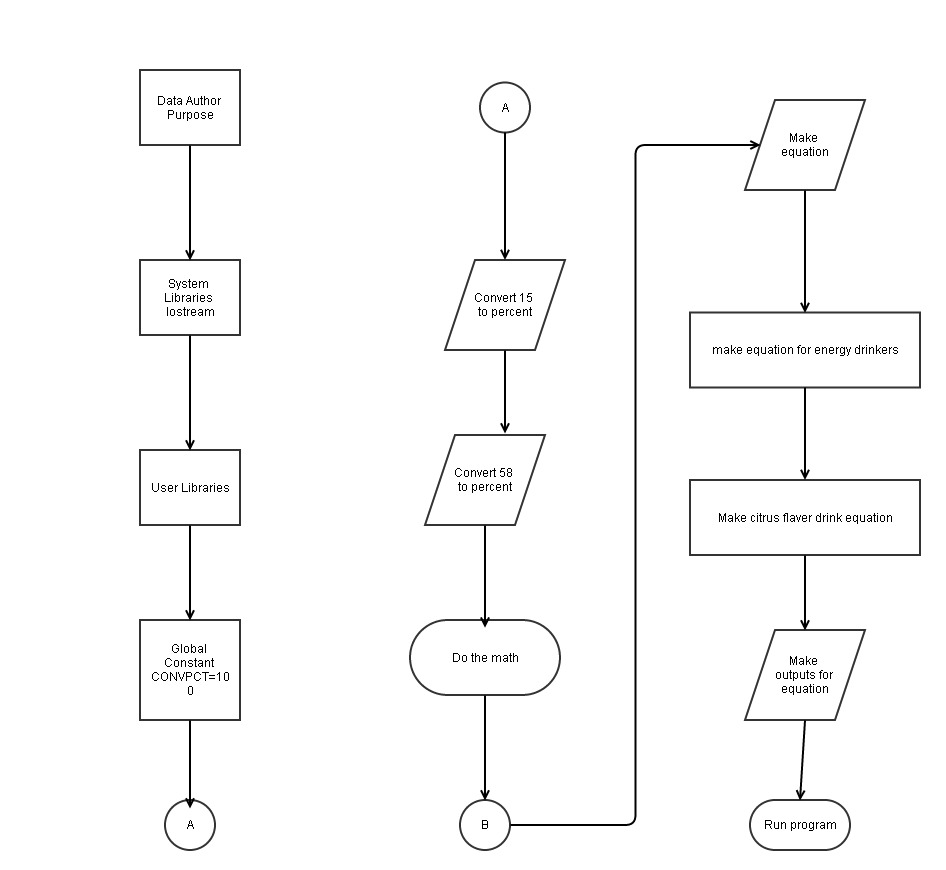 Data Author
Purpose
System
Libraries
Iostream
User Libraries
Global
Constant
CONVPCT=10
0
A
A
Convert 15
to percent
Convert 58
to percent
Do the math
B
Make
equation
make equation for energy drinkers
Make citrus flaver drink equation
Make
outputs for
equation
Run program